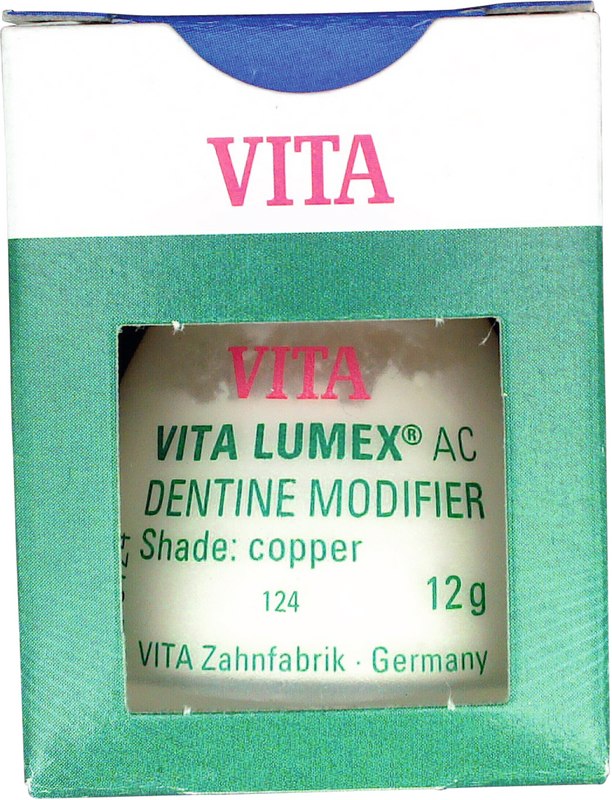 VITA
VITA
VITA LUMEX® AC
DENTINE MODIFIER
Shade: copper
124
12g
VITA Zahnfabrik · Germany